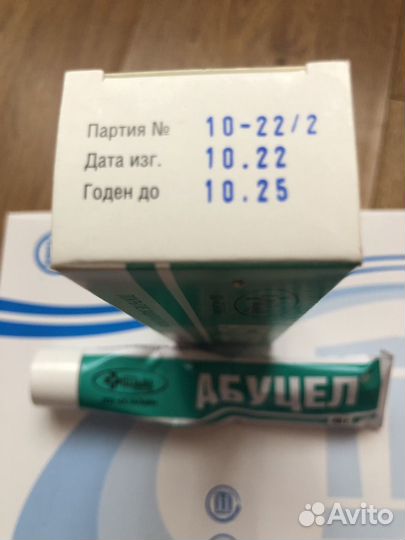 Партия № 10-22/2
Дата изг. 10.22
Годен до 10.25
АБУЦЕЛ
Avito